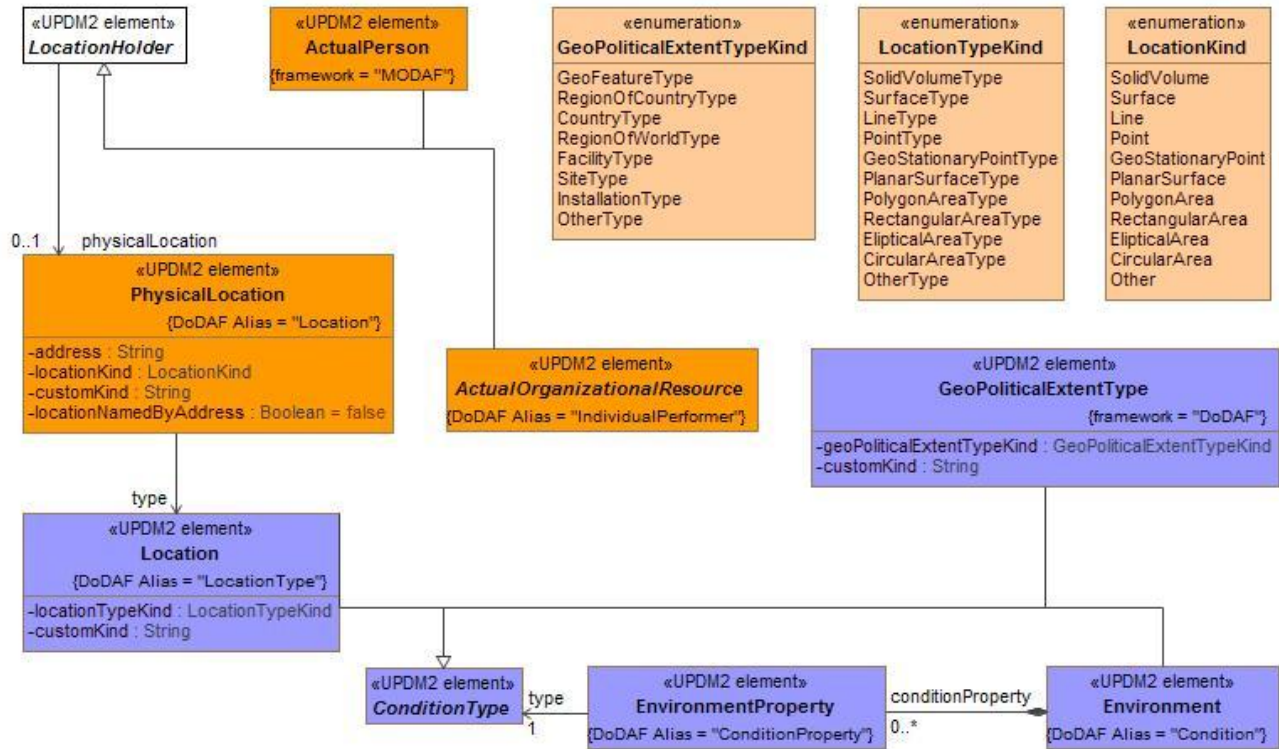 «UPDM2 element»
LocationHolder
«UPDM2 element»
ActualPerson
{framework = "MODAF"}
«enumeration»
GeoPoliticalExtentTypeKind
GeoFeatureType
RegionOfCountryType
CountryType
RegionOfWorldType
FacilityType
SiteType
InstallationType
OtherType
«enumeration»
LocationTypeKind
SolidVolumeType
SurfaceType
LineType
PointType
GeoStationaryPointType
PlanarSurfaceType
PolygonAreaType
RectangularAreaType
ElipticalAreaType
CircularAreaType
OtherType
«enumeration»
LocationKind
SolidVolume
Surface
Line
Point
GeoStationaryPoint
PlanarSurface
PolygonArea
RectangularArea
ElipticalArea
CircularArea
Other
0..1 physicalLocation
«UPDM2 element»
PhysicalLocation
{DoDAF Alias = "Location"}
-address : String
-locationKind : LocationKind
-customKind : String
-locationNamedByAddress : Boolean = false
«UPDM2 element»
ActualOrganizationalResource
{DoDAF Alias = "IndividualPerformer"}
«UPDM2 element»
GeoPoliticalExtentType
{framework = "DoDAF"}
-geoPoliticalExtentTypeKind : GeoPoliticalExtentTypeKind
-customKind : String
type
«UPDM2 element»
Location
{DoDAF Alias = "LocationType"}
-locationTypeKind : LocationTypeKind
-customKind : String
«UPDM2 element»
ConditionType
type
1
«UPDM2 element»
EnvironmentProperty
{DoDAF Alias = "ConditionProperty"}
conditionProperty
0..*
«UPDM2 element»
Environment
{DoDAF Alias = "Condition"}